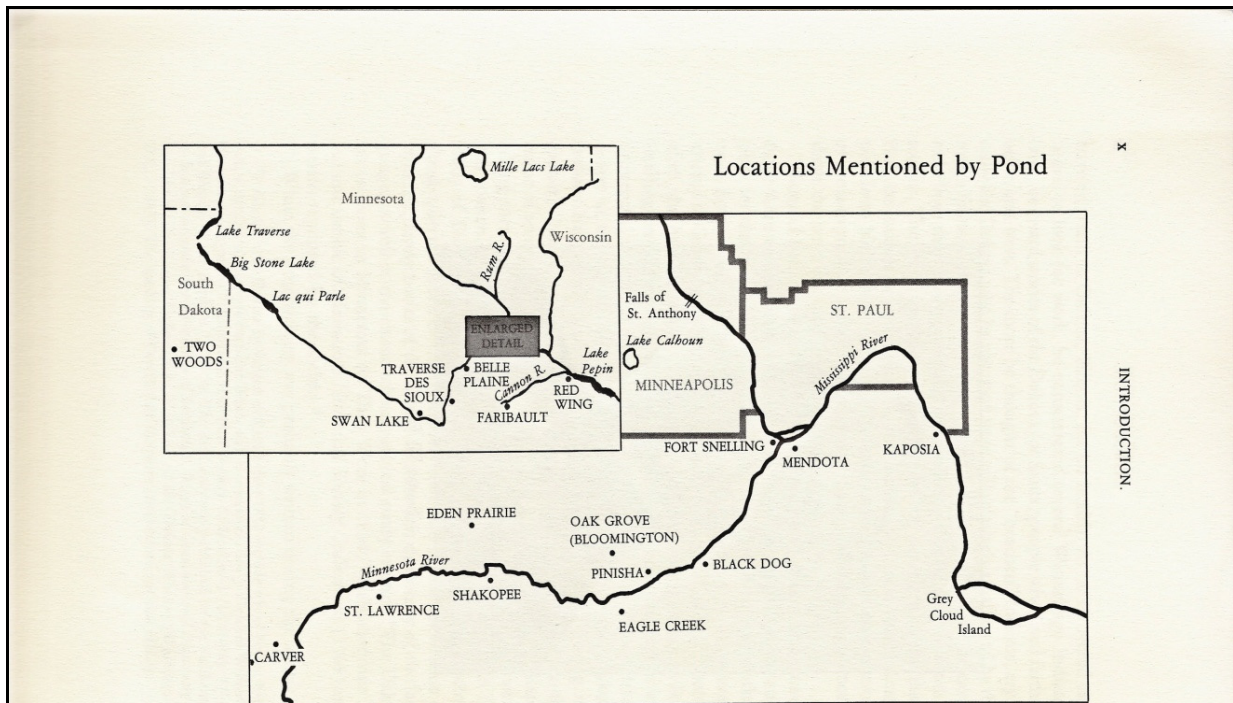 x
Locations Mentioned by Pond
INTRODUCTION.
Mille Lacs Lake
Minnesota
Wisconsin
Rum R.
Lake Traverse
Big Stone Lake
South
Dakota
Lac qui Parle
TWO
WOODS
ENLARGED
DETAIL
TRAVERSE
DES
SIOUX
BELLE
PLAINE
Cannon R.
Lake
Pepin
RED
WING
SWAN LAKE
FARIBAULT
Falls of
St. Anthony
Lake Calhoun
MINNEAPOLIS
ST. PAUL
Mississippi River
FORT SNELLING
MENDOTA
KAPOSIA
EDEN PRAIRIE
OAK GROVE
(BLOOMINGTON)
Minnesota River
PINISHA
BLACK DOG
SHAKOPEE
ST. LAWRENCE
EAGLE CREEK
Grey
Cloud
Island
CARVER